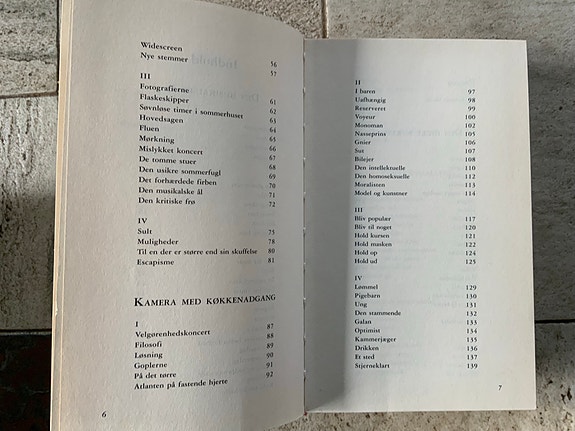 Widescreen 56
Nye stemmer 57
III
Fotografierne 61
Flaskeskipper 62
Søvnløse timer i sommerhuset 63
Hovedsagen 64
Fluen 65
Mørkning 66
Mislykket koncert 67
De tomme stuer 68
Den usikre sommerfugl 69
Det forhærdede firben 70
Den musikalske ål 71
Den kritiske frø 72
IV
Sult 75
Muligheder 78
Til en der er større end sin skuffelse 80
Escapisme 81
KAMERA MED KØKKENADGANG
I
Velgørenhedskoncert 87
Filosofi 88
Løsning 89
Goplerne 90
På det tørre 91
Atlanten på fastende hjerte 92
6
II
I baren 97
Uafhængig 98
Reserveret 99
Voyeur 100
Monoman 102
Nasseprins 105
Gnier 106
Sut 107
Bilejer 108
Den intellektuelle 110
Den homoseksuelle 112
Moralisten 113
Model og kunstner 114
III
Bliv populær 117
Bliv til noget 120
Hold kursen 121
Hold masken 122
Hold op 124
Hold ud 125
IV
Lømmel 129
Pigebarn 130
Ung 131
Den stammende 132
Galan 133
Optimist 134
Kammerjæger 135
Drikken 136
Et sted 137
Stjerneklart 139
7